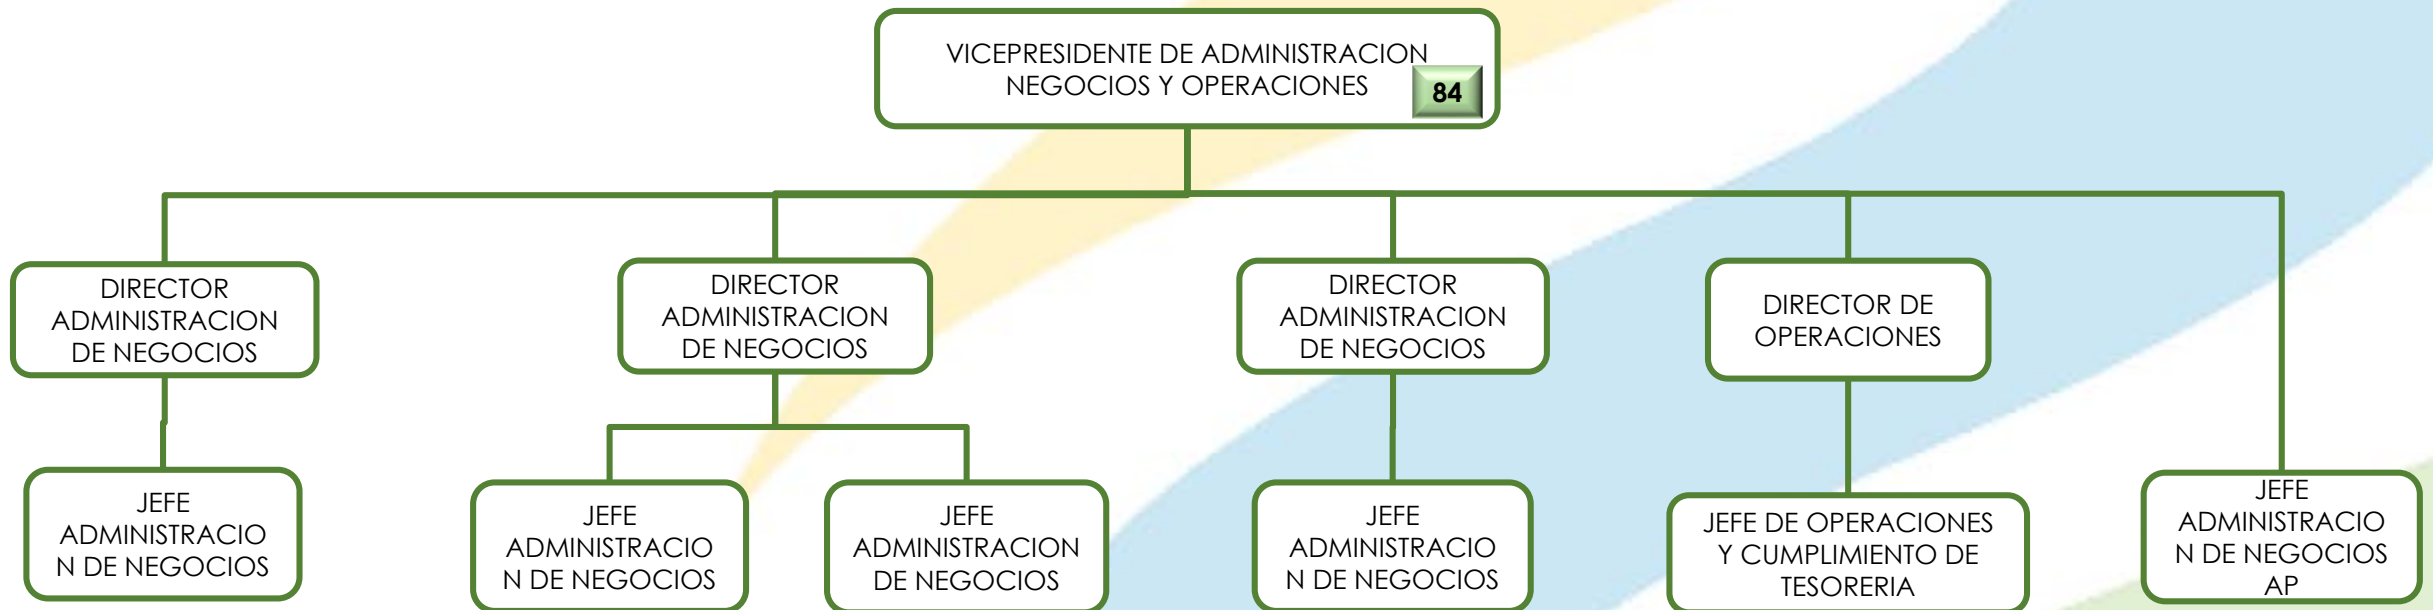 VICEPRESIDENTE DE ADMINISTRACION
NEGOCIOS Y OPERACIONES
84
DIRECTOR
ADMINISTRACION
DE NEGOCIOS
DIRECTOR
ADMINISTRACION
DE NEGOCIOS
DIRECTOR
ADMINISTRACION
DE NEGOCIOS
DIRECTOR DE
OPERACIONES
JEFE
ADMINISTRACIO
N DE NEGOCIOS
JEFE
ADMINISTRACIO
N DE NEGOCIOS
JEFE
ADMINISTRACION
DE NEGOCIOS
JEFE
ADMINISTRACIO
N DE NEGOCIOS
JEFE DE OPERACIONES
Y CUMPLIMIENTO DE
TESORERIA
JEFE
ADMINISTRACIO
N DE NEGOCIOS
AP